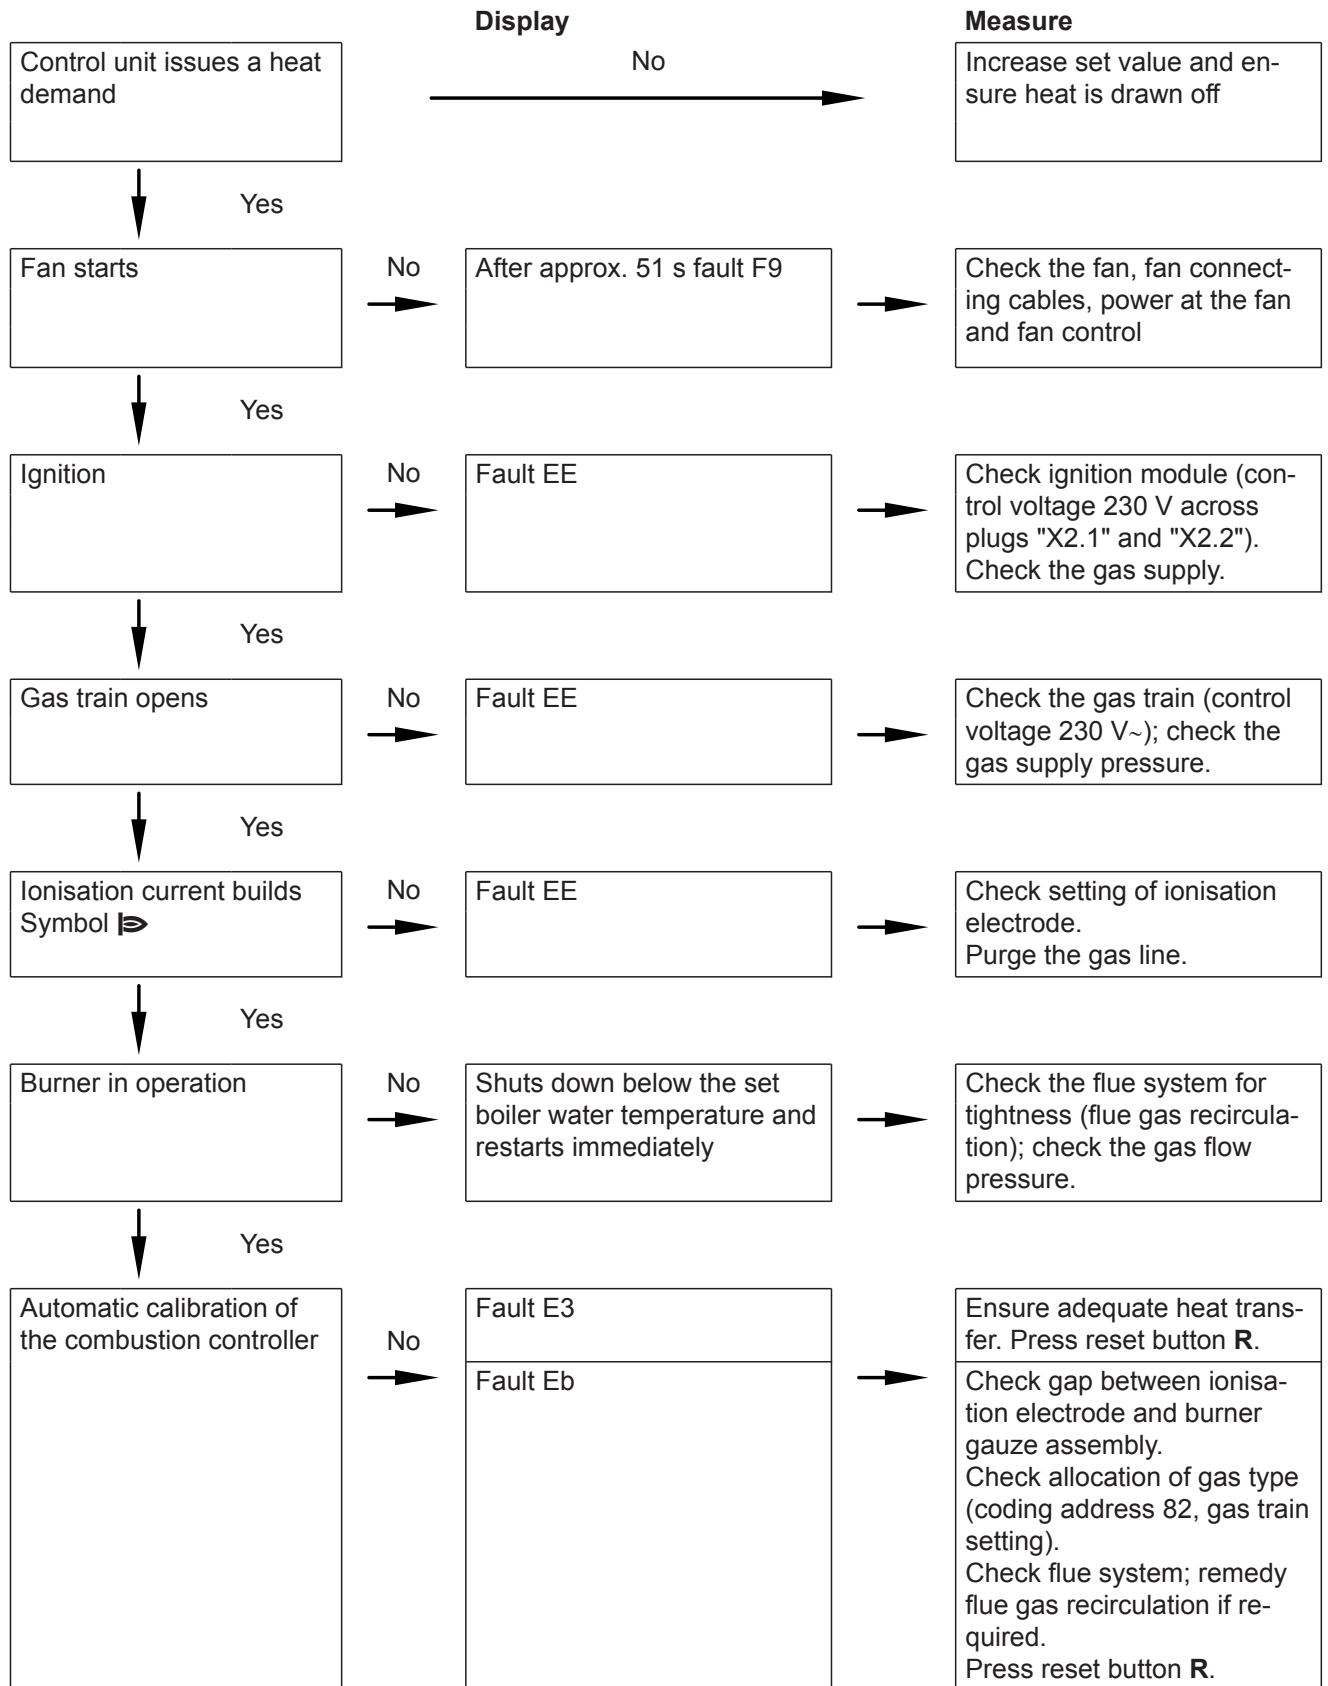 Display
Measure
Control unit issues a heat
demand
No
Increase set value and en-
sure heat is drawn off
Yes
Fan starts
No
After approx. 51 s fault F9
Check the fan, fan connect-
ing cables, power at the fan
and fan control
Yes
Ignition
No
Fault EE
Check ignition module (con-
trol voltage 230 V across
plugs "X2.1" and "X2.2").
Check the gas supply.
Yes
Gas train opens
No
Fault EE
Check the gas train (control
voltage 230 V~); check the
gas supply pressure.
Yes
Ionisation current builds
Symbol
No
Fault EE
Check setting of ionisation
electrode.
Purge the gas line.
Yes
Burner in operation
No
Shuts down below the set
boiler water temperature and
restarts immediately
Check the flue system for
tightness (flue gas recircula-
tion); check the gas flow
pressure.
Yes
Automatic calibration of
the combustion controller
No
Fault E3
Ensure adequate heat trans-
fer. Press reset button R.
Fault Eb
Check gap between ionisa-
tion electrode and burner
gauze assembly.
Check allocation of gas type
(coding address 82, gas train
setting).
Check flue system; remedy
flue gas recirculation if re-
quired.
Press reset button R.